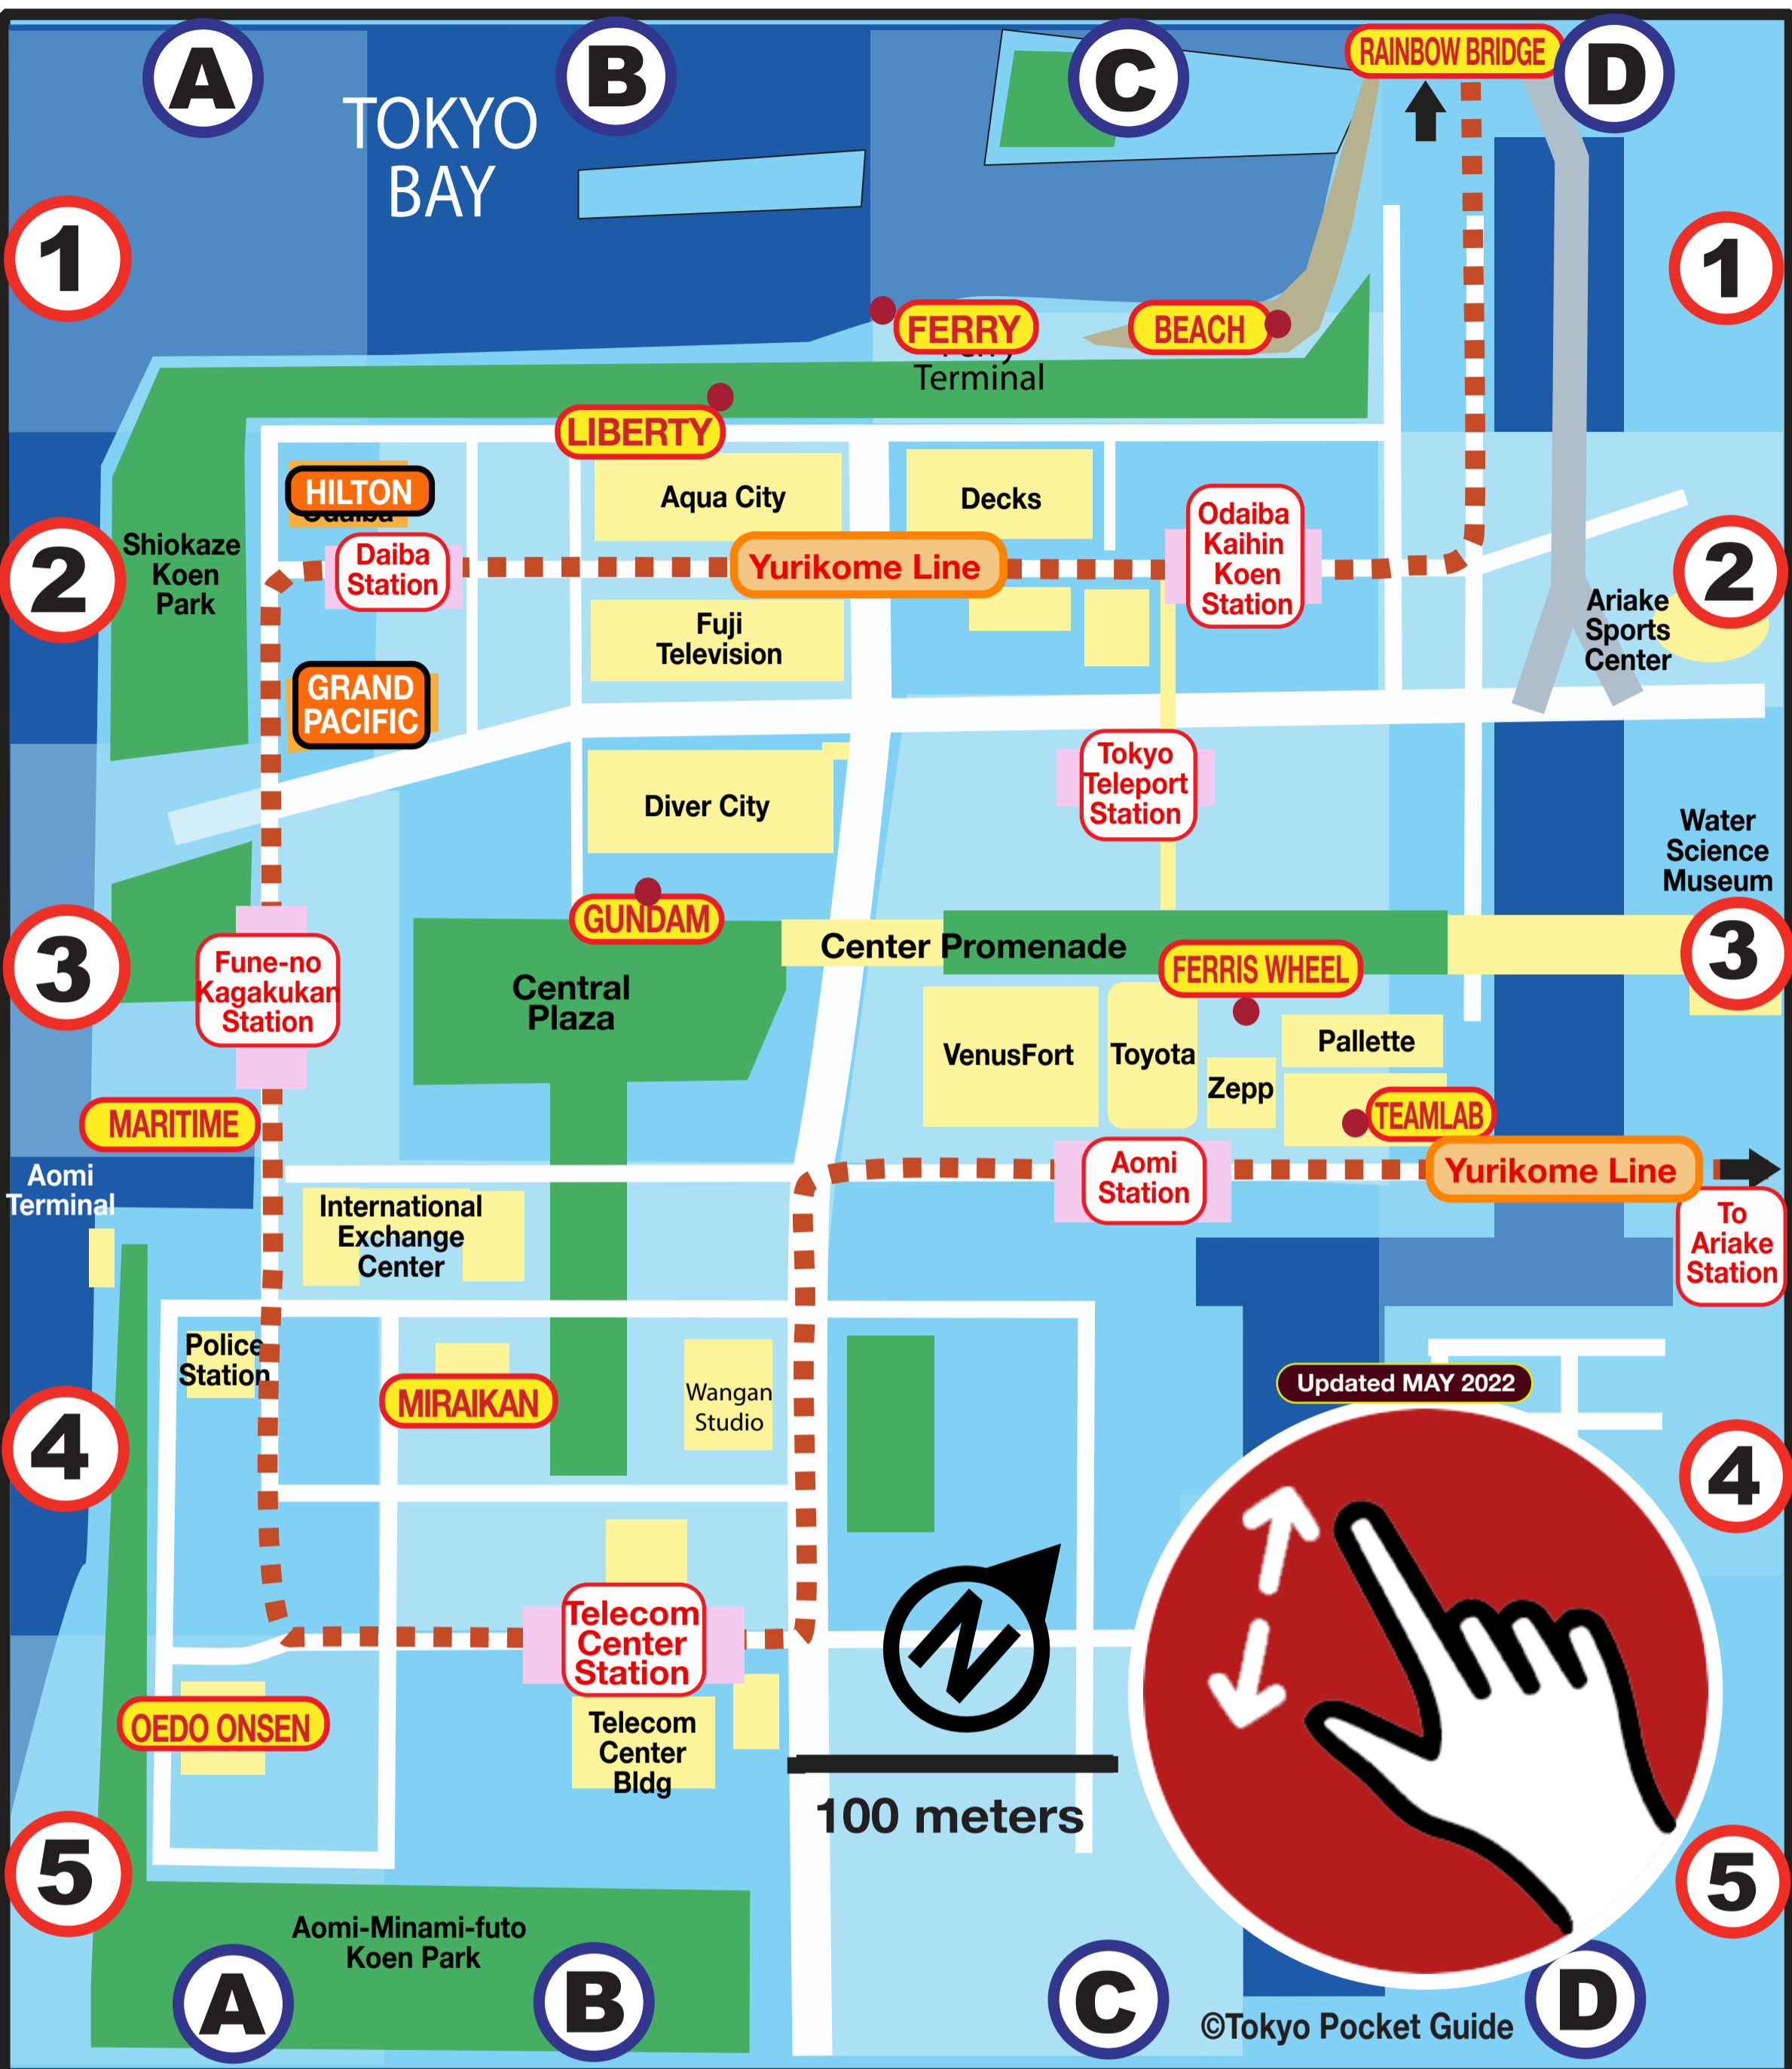 A
B
C
RAINBOW BRIDGE
D
TOKYO
BAY
1
1
FERRY
BEACH
Ferry
Terminal
LIBERTY
HILTON
Odaiba
Aqua City
Decks
Odaiba
Kaihin
Koen
Station
Shiokaze
Koen
Park
2
Daiba
Station
Yurikome Line
2
Fuji
Television
Ariake
Sports
Center
GRAND
PACIFIC
Tokyo
Teleport
Station
Diver City
Water
Science
Museum
GUNDAM
3
Center Promenade
3
FERRIS WHEEL
Fune-no
Kagakukan
Station
Central
Plaza
VenusFort
Toyota
Pallette
Zepp
MARITIME
TEAMLAB
Aomi
Terminal
Aomi
Station
Yurikome Line
International
Exchange
Center
To
Ariake
Station
Police
Station
MIRAIKAN
Wangan
Studio
Updated MAY 2022
4
4
Telecom
Center
Station
N
OEDO ONSEN
Telecom
Center
Bldg
100 meters
5
5
Aomi-Minami-futo
Koen Park
A
B
C
D
©Tokyo Pocket Guide